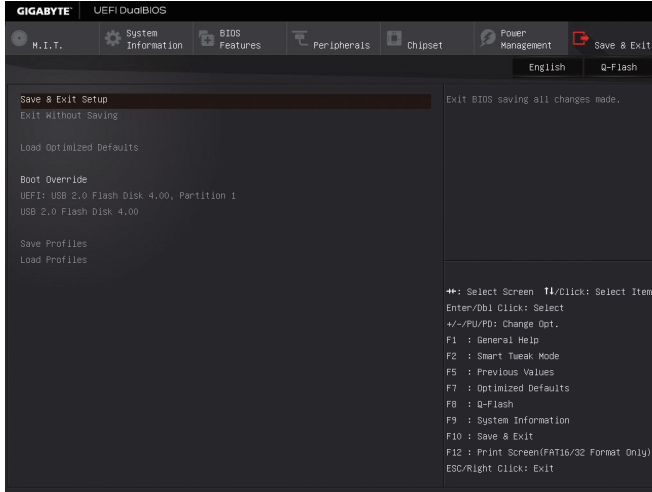 GIGABYTE™ UEFI DualBIOS
M.I.T. System Information BIOS Features Peripherals Chipset Power Management Save & Exit
English Q-Flash
Save & Exit Setup
Exit Without Saving
Load Optimized Defaults
Boot Override
UEFI: USB 2.0 Flash Disk 4.00, Partition 1
USB 2.0 Flash Disk 4.00
Save Profiles
Load Profiles
Exit BIOS saving all changes made.
→←: Select Screen ↑↓/Click: Select Item
Enter/Dbl Click: Select
+/-/PU/PD: Change Opt.
F1 : General Help
F2 : Smart Tweak Mode
F5 : Previous Values
F7 : Optimized Defaults
F8 : Q-Flash
F9 : System Information
F10 : Save & Exit
F12 : Print Screen(FAT16/32 Format Only)
ESC/Right Click: Exit